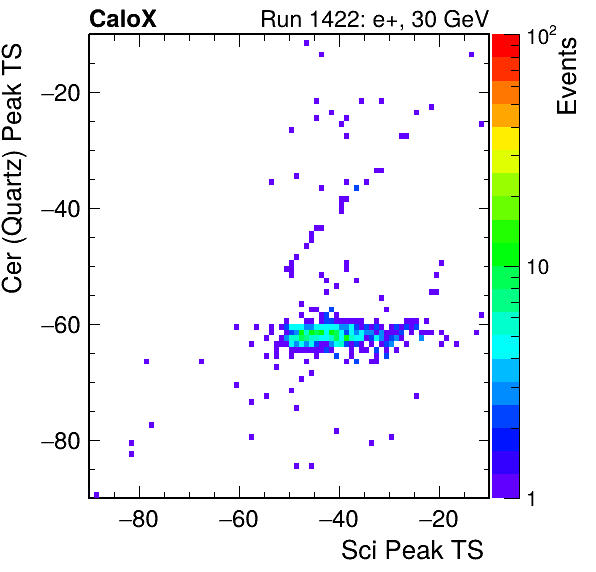 CaloX Run 1422: e+, 30 GeV
Cer (Quartz) Peak TS
−20
−40
−60
−80
−80 −60 −40 −20
Sci Peak TS
10²
10
1
Events